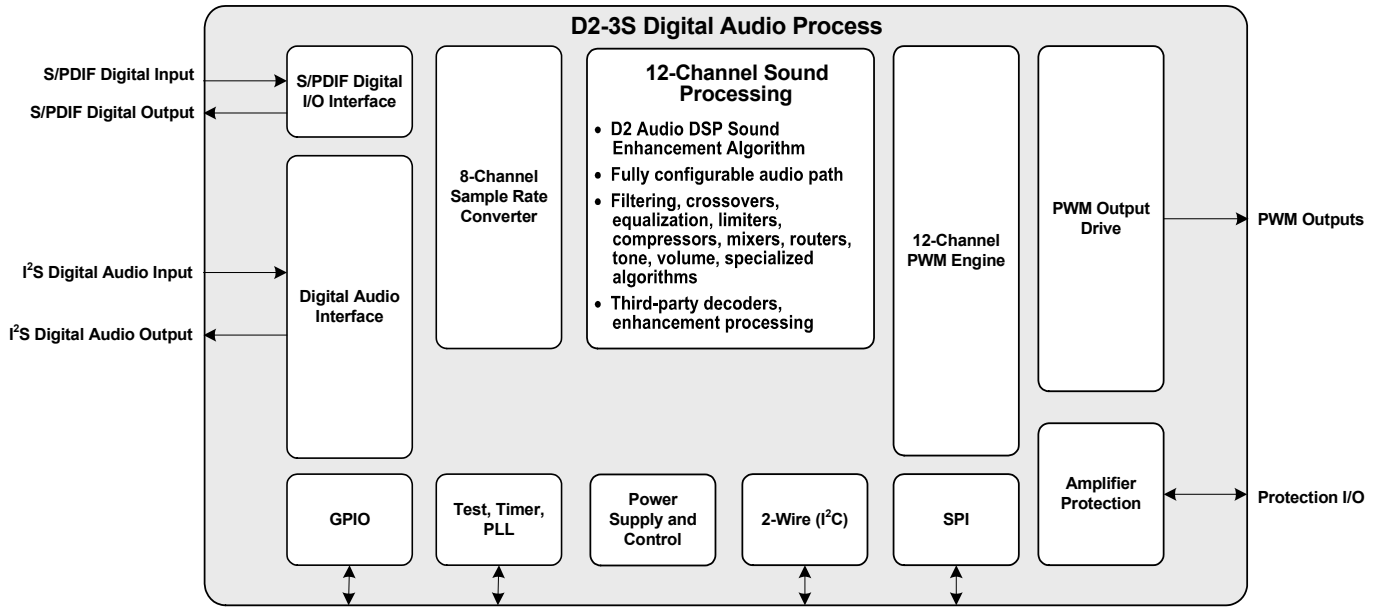 D2-3S Digital Audio Process
S/PDIF Digital Input
S/PDIF Digital Output
S/PDIF Digital
I/O Interface
I²S Digital Audio Input
I²S Digital Audio Output
Digital Audio
Interface
8-Channel
Sample Rate
Converter
12-Channel Sound
Processing
• D2 Audio DSP Sound
Enhancement Algorithm
• Fully configurable audio path
• Filtering, crossovers,
equalization, limiters,
compressors, mixers, routers,
tone, volume, specialized
algorithms
• Third-party decoders,
enhancement processing
12-Channel
PWM Engine
PWM Output
Drive
PWM Outputs
Amplifier
Protection
Protection I/O
GPIO
Test, Timer,
PLL
Power
Supply and
Control
2-Wire (I²C)
SPI